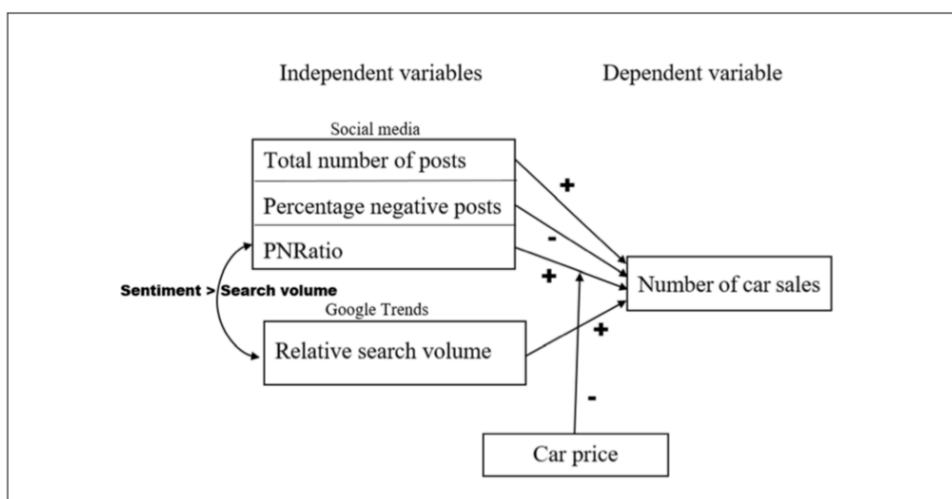 Independent variables
Dependent variable
Social media
Total number of posts
+
Percentage negative posts
-
PNRatio
+
Number of car sales
Sentiment > Search volume
Google Trends
+
Relative search volume
-
Car price